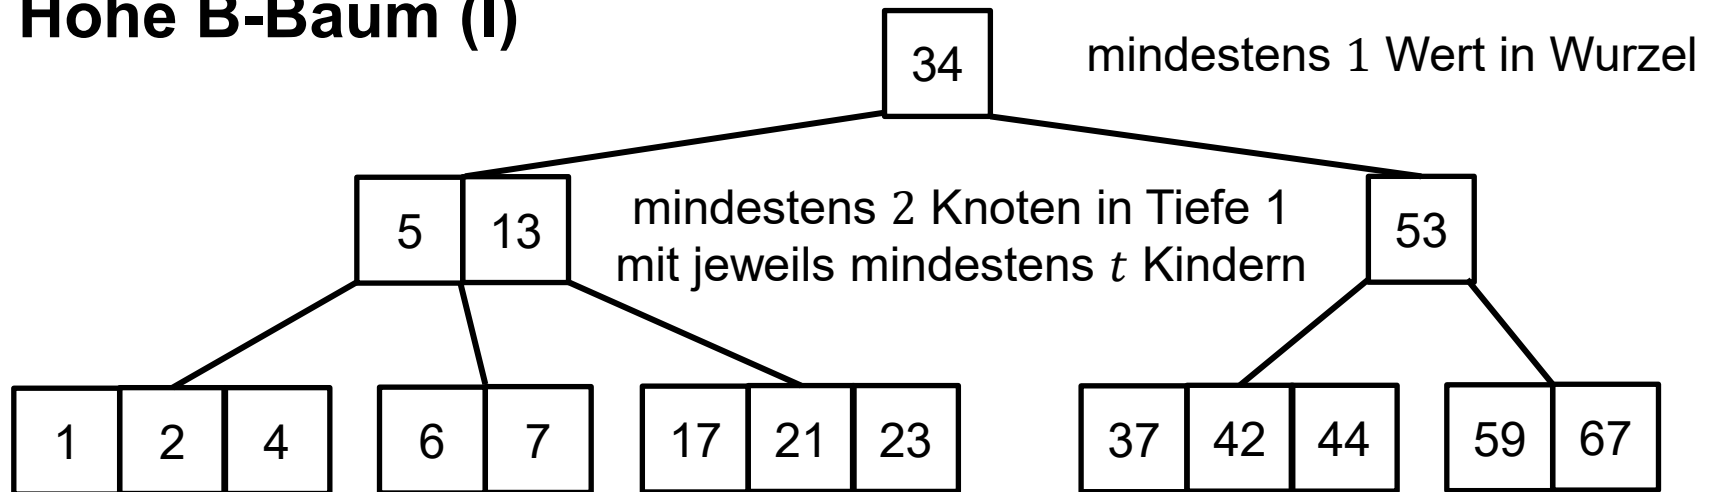 Höhe B-Baum (I)
34
mindestens 1 Wert in Wurzel
5 13
mindestens 2 Knoten in Tiefe 1
mit jeweils mindestens t Kindern
53
1 2 4
6 7
17 21 23
37 42 44
59 67